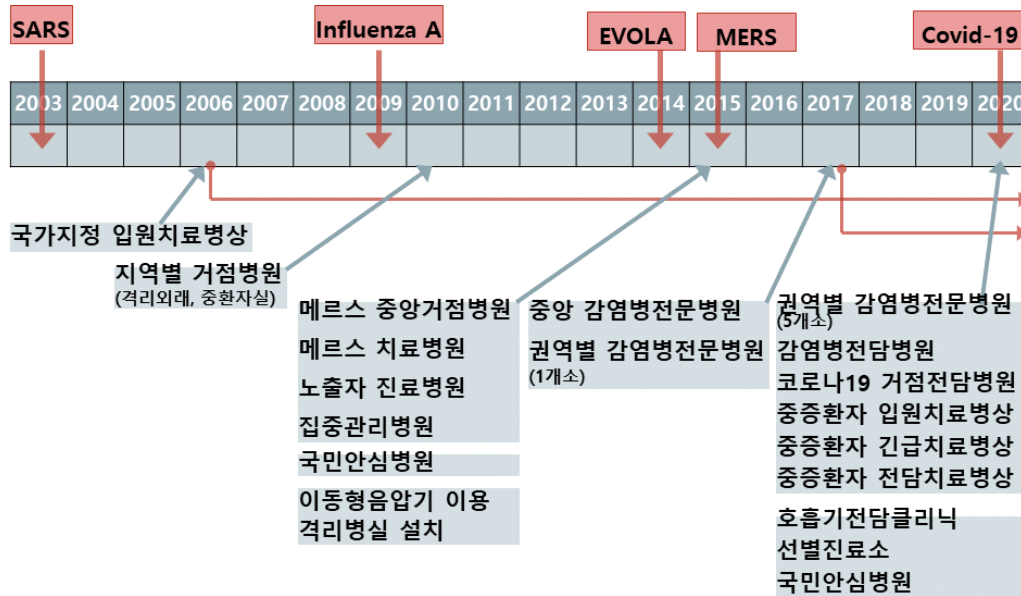 SARS
Influenza A
EVOLA
MERS
Covid-19
2003 2004 2005 2006 2007 2008 2009 2010 2011 2012 2013 2014 2015 2016 2017 2018 2019 2020
국가지정 입원치료병상
지역별 거점병원
(격리외래, 중환자실)
메르스 중앙거점병원
메르스 치료병원
노출자 진료병원
집중관리병원
국민안심병원
이동형음압기 이용
격리병실 설치
중앙 감염병전문병원
권역별 감염병전문병원
(1개소)
권역별 감염병전문병원
(5개소)
감염병전담병원
코로나19 거점전담병원
중증환자 입원치료병상
중증환자 긴급치료병상
중증환자 전담치료병상
호흡기전담클리닉
선별진료소
국민안심병원